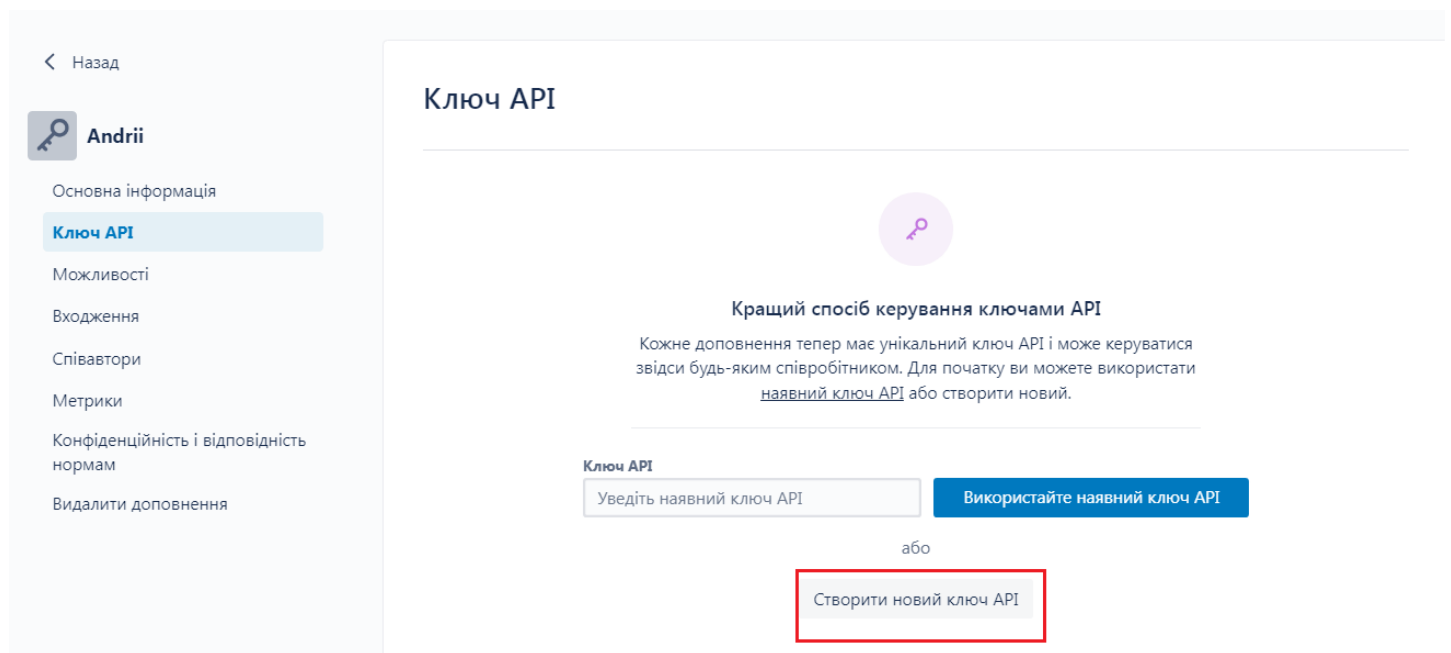 Назад
Andrii
Основна інформація
Ключ API
Можливості
Входження
Співавтори
Метрики
Конфіденційність і відповідність
нормам
Видалити доповнення
Ключ API
Кращий спосіб керування ключами API
Кожне доповнення тепер має унікальний ключ API і може керуватися
звідси будь-яким співробітником. Для початку ви можете використати
наявний ключ API або створити новий.
Ключ API
Уведіть наявний ключ API
Використайте наявний ключ API
або
Створити новий ключ API